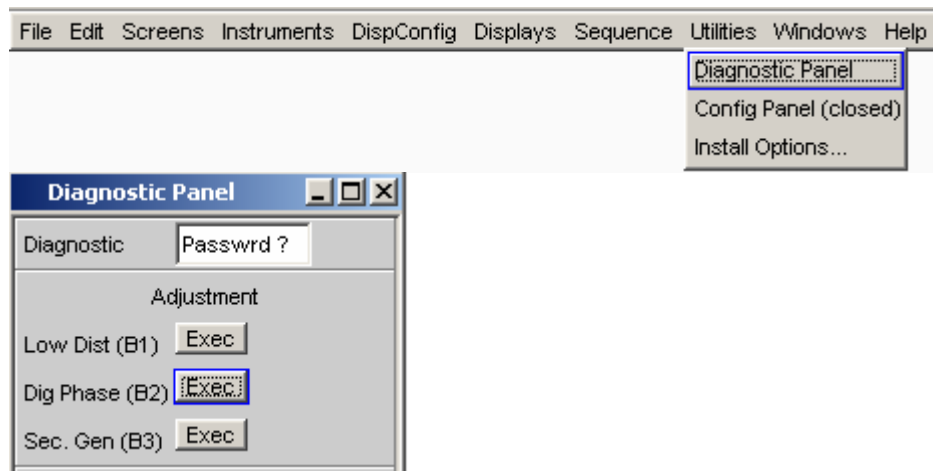 File Edit Screens Instruments DispConfig Displays Sequence Utilities Windows Help
Diagnostic Panel
Config Panel (closed)
Install Options...
Diagnostic Panel
Diagnostic Passwrd ?
Adjustment
Low Dist (B1) Exec
Dig Phase (B2) Exec
Sec. Gen (B3) Exec